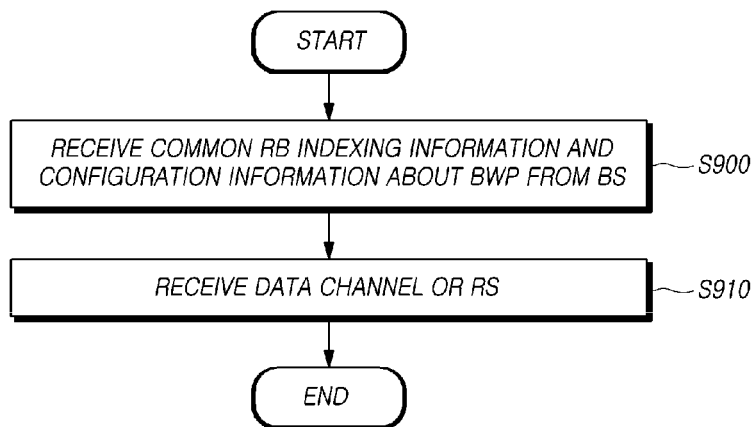 START
RECEIVE COMMON RB INDEXING INFORMATION AND
CONFIGURATION INFORMATION ABOUT BWP FROM BS
S900
RECEIVE DATA CHANNEL OR RS
S910
END